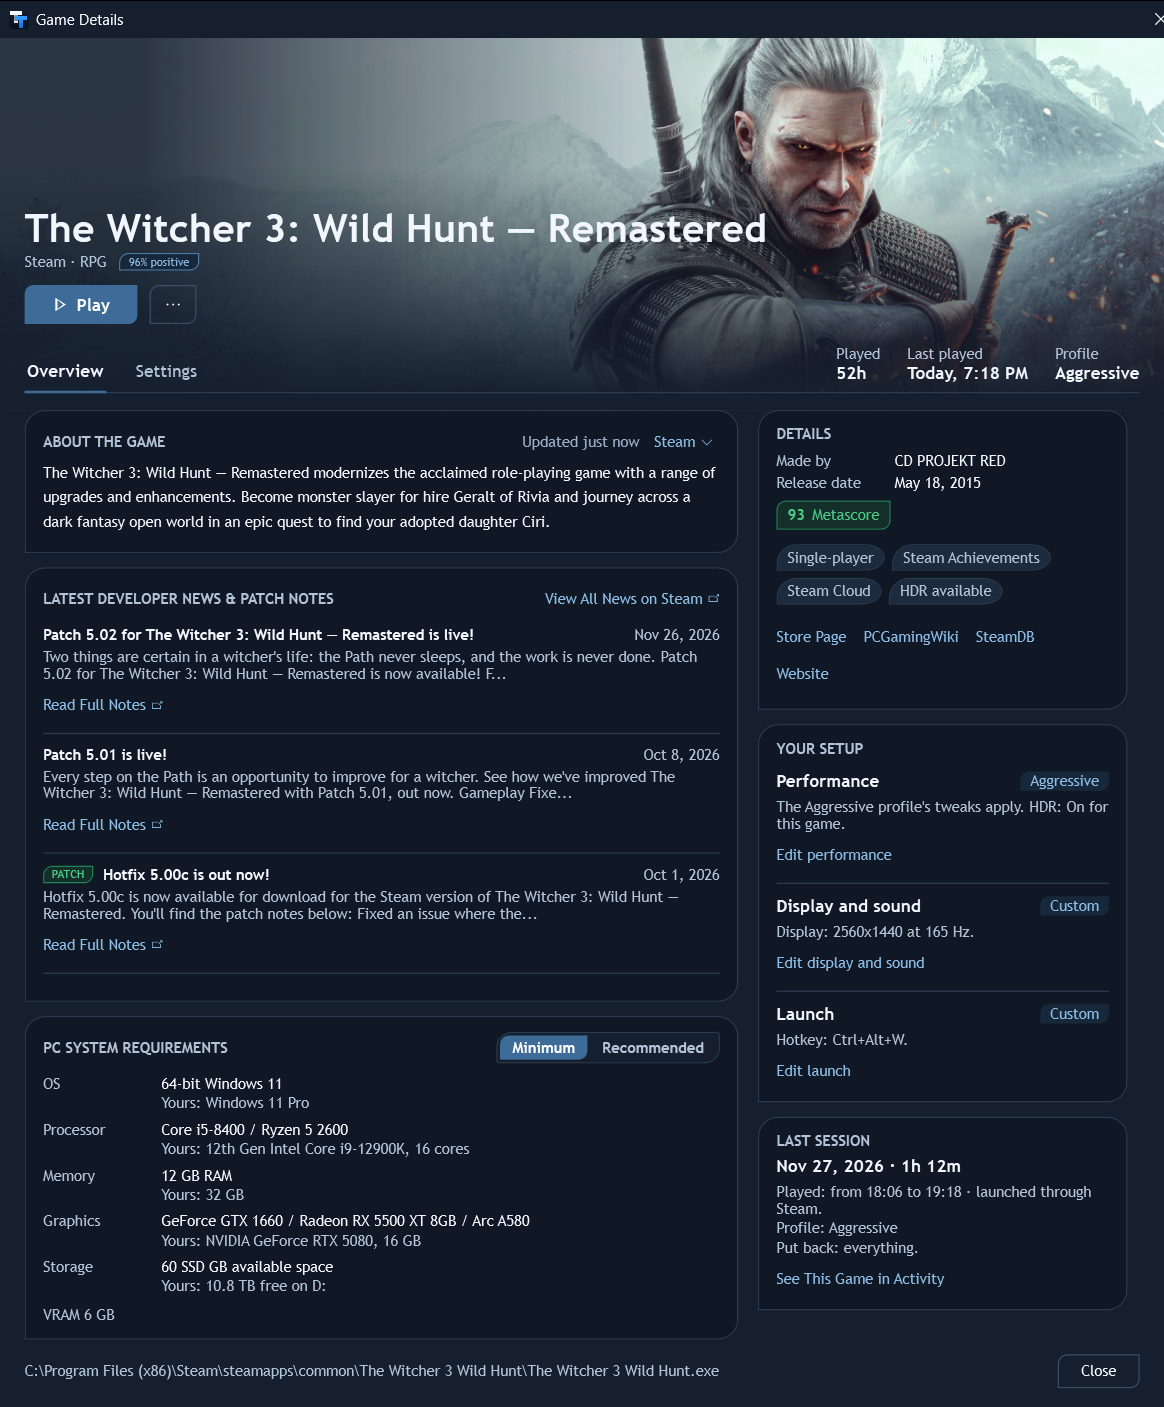 Game Details
The Witcher 3: Wild Hunt — Remastered
Steam · RPG 96% positive
Play ...
Overview Settings
Played
52h
Last played
Today, 7:18 PM
Profile
Aggressive
ABOUT THE GAME Updated just now Steam
The Witcher 3: Wild Hunt — Remastered modernizes the acclaimed role-playing game with a range of
upgrades and enhancements. Become monster slayer for hire Geralt of Rivia and journey across a
dark fantasy open world in an epic quest to find your adopted daughter Ciri.
LATEST DEVELOPER NEWS & PATCH NOTES View All News on Steam
Patch 5.02 for The Witcher 3: Wild Hunt — Remastered is live! Nov 26, 2026
Two things are certain in a witcher's life: the Path never sleeps, and the work is never done. Patch
5.02 for The Witcher 3: Wild Hunt — Remastered is now available! F...
Read Full Notes
Patch 5.01 is live! Oct 8, 2026
Every step on the Path is an opportunity to improve for a witcher. See how we've improved The
Witcher 3: Wild Hunt — Remastered with Patch 5.01, out now. Gameplay Fixe...
Read Full Notes
PATCH Hotfix 5.00c is out now! Oct 1, 2026
Hotfix 5.00c is now available for download for the Steam version of The Witcher 3: Wild Hunt —
Remastered. You'll find the patch notes below: Fixed an issue where the...
Read Full Notes
PC SYSTEM REQUIREMENTS Minimum Recommended
OS 64-bit Windows 11
Yours: Windows 11 Pro
Processor Core i5-8400 / Ryzen 5 2600
Yours: 12th Gen Intel Core i9-12900K, 16 cores
Memory 12 GB RAM
Yours: 32 GB
Graphics GeForce GTX 1660 / Radeon RX 5500 XT 8GB / Arc A580
Yours: NVIDIA GeForce RTX 5080, 16 GB
Storage 60 SSD GB available space
Yours: 10.8 TB free on D:
VRAM 6 GB
DETAILS
Made by CD PROJEKT RED
Release date May 18, 2015
93 Metascore
Single-player Steam Achievements
Steam Cloud HDR available
Store Page PCGamingWiki SteamDB
Website
YOUR SETUP
Performance Aggressive
The Aggressive profile's tweaks apply. HDR: On for
this game.
Edit performance
Display and sound Custom
Display: 2560x1440 at 165 Hz.
Edit display and sound
Launch Custom
Hotkey: Ctrl+Alt+W.
Edit launch
LAST SESSION
Nov 27, 2026 · 1h 12m
Played: from 18:06 to 19:18 · launched through
Steam.
Profile: Aggressive
Put back: everything.
See This Game in Activity
C:\Program Files (x86)\Steam\steamapps\common\The Witcher 3 Wild Hunt\The Witcher 3 Wild Hunt.exe
Close